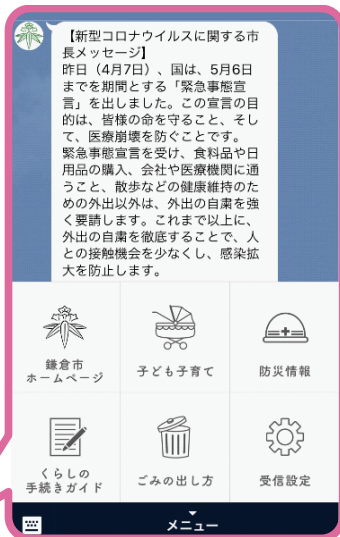 【新型コロナウイルスに関する市
長メッセージ】
昨日（4月7日）、国は、5月6日
までを期間とする「緊急事態宣
言」を出しました。この宣言の目
的は、皆様の命を守ること、そし
て、医療崩壊を防ぐことです。
緊急事態宣言を受け、食料品や日
用品の購入、会社や医療機関に通
うこと、散歩などの健康維持のた
めの外出以外は、外出の自粛を強
く要請します。これまで以上に、
外出の自粛を徹底することで、人
との接触機会を少なくし、感染拡
大を防止します。
鎌倉市
ホームページ
子ども子育て
防災情報
くらしの
手続きガイド
ごみの出し方
受信設定
メニュー